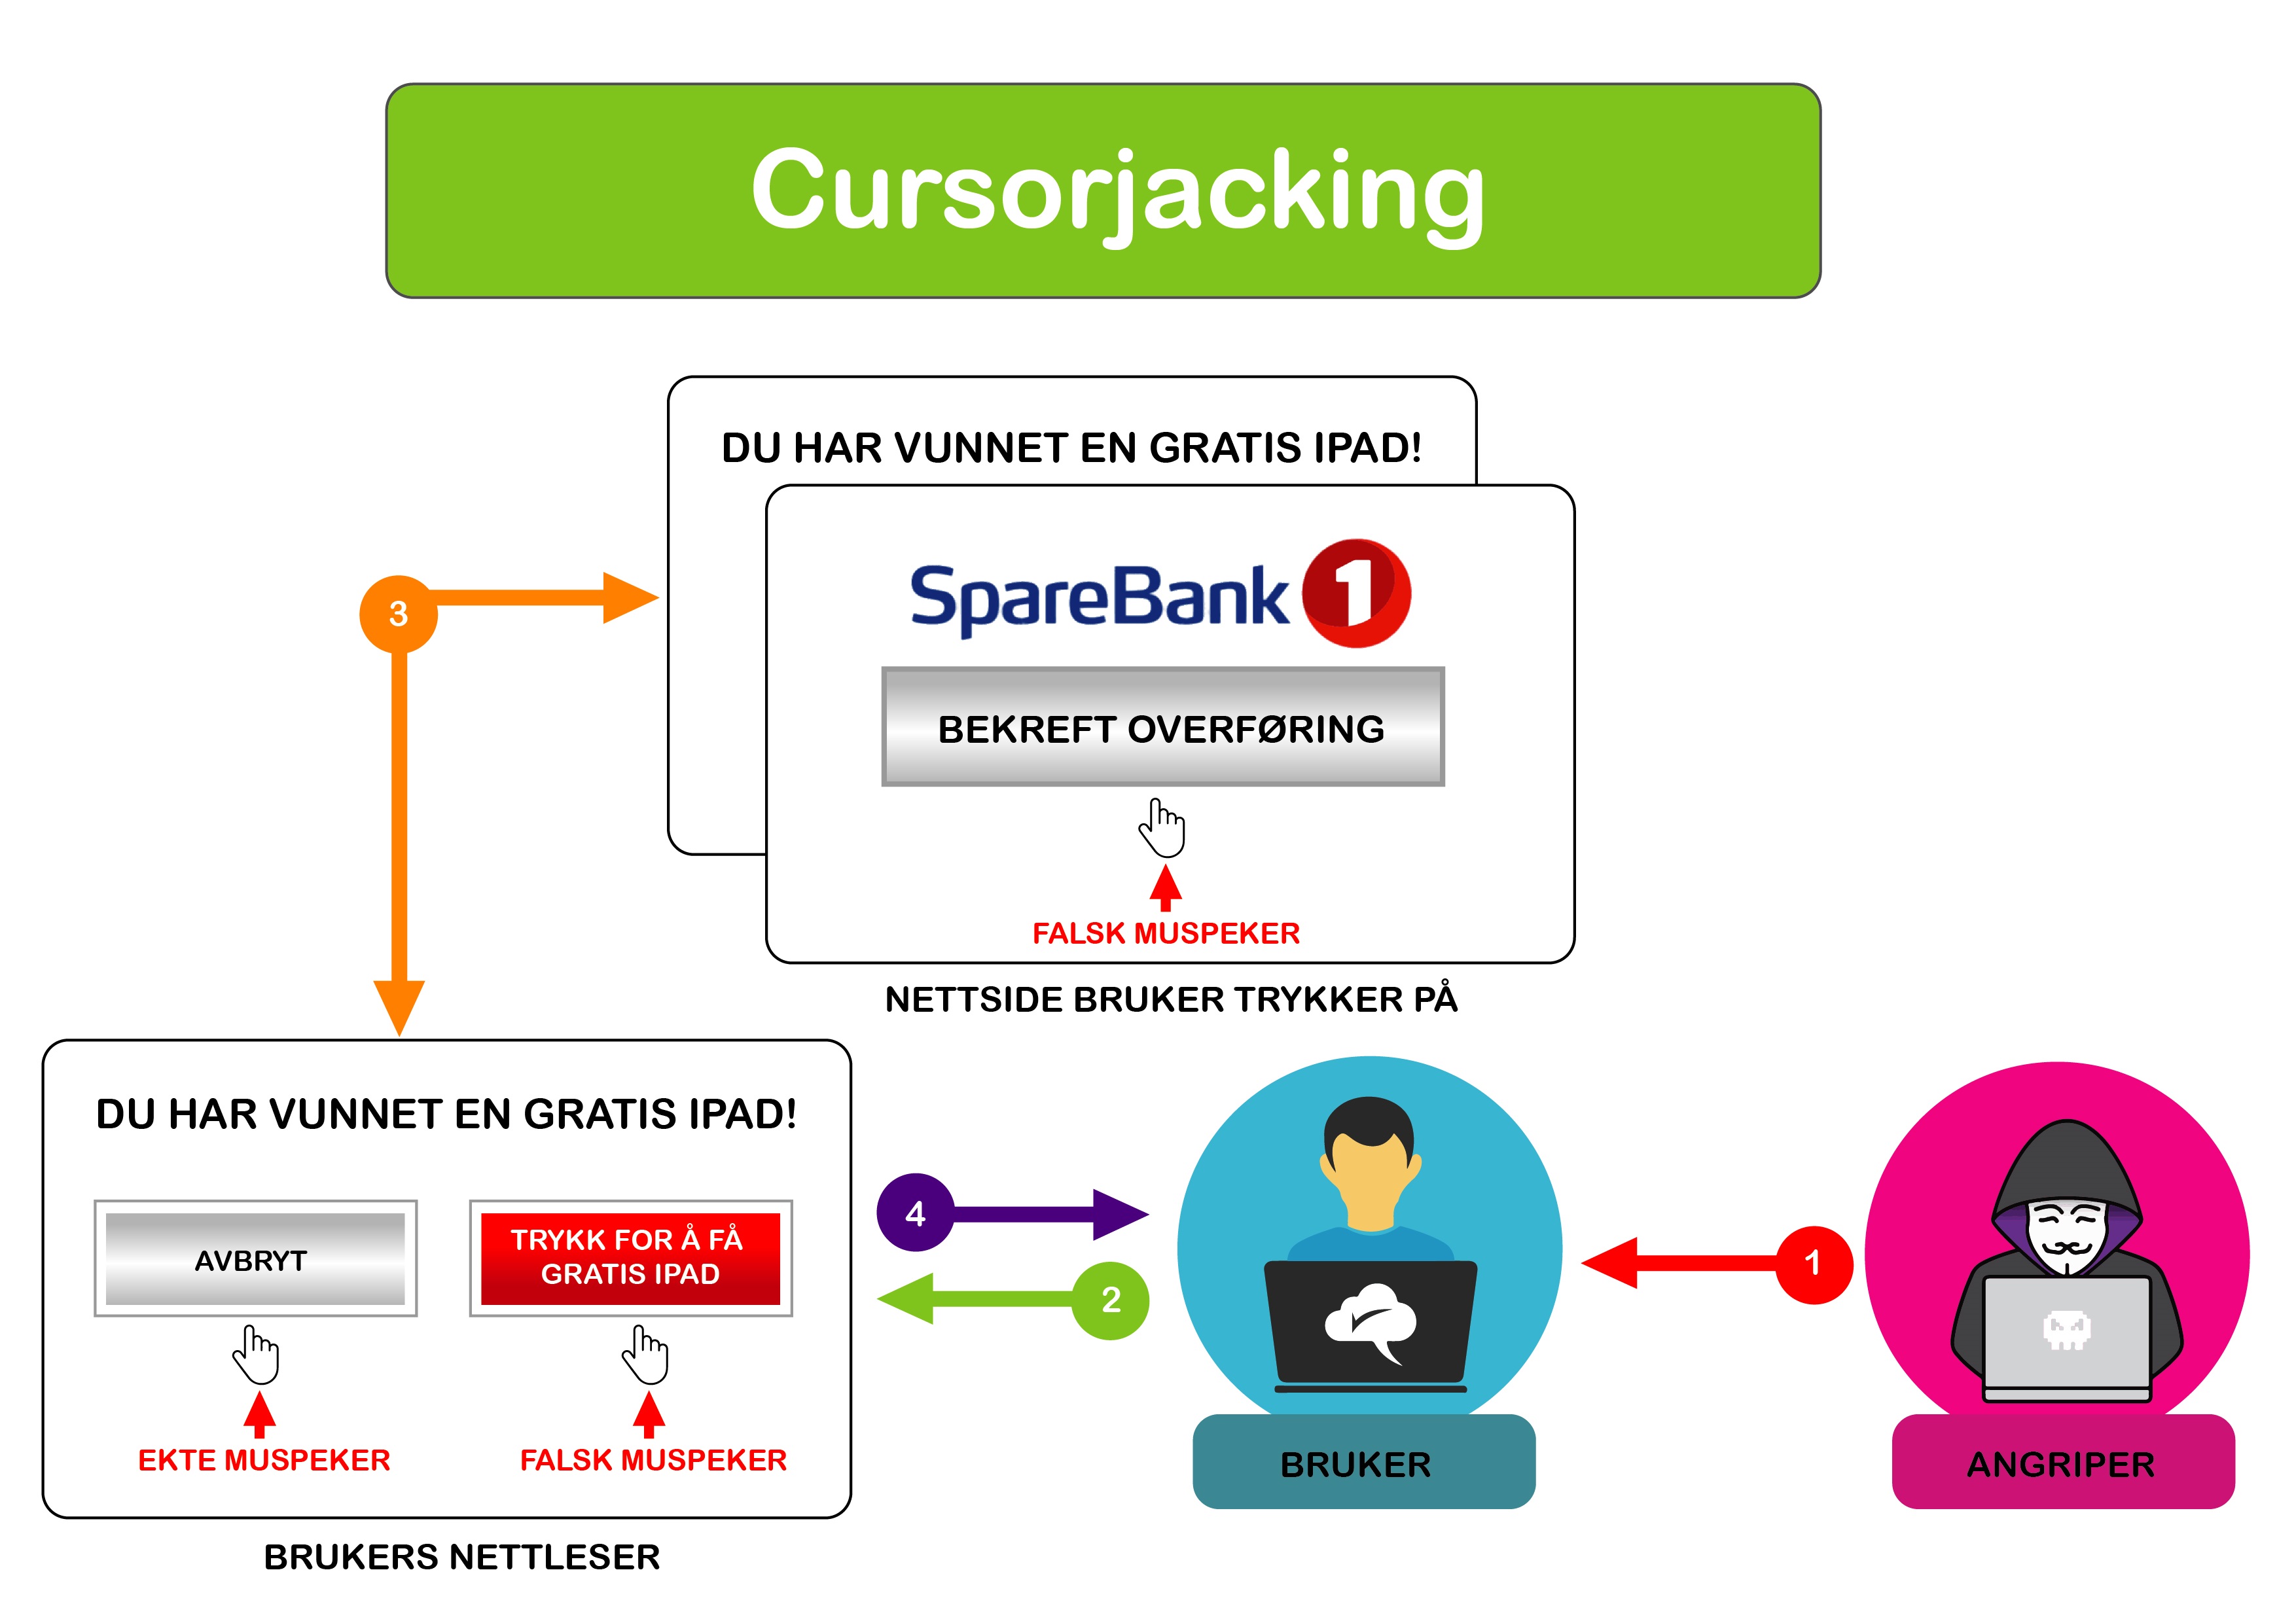 Cursorjacking
DU HAR VUNNET EN GRATIS IPAD!
SpareBank 1
BEKREFT OVERFØRING
FALSK MUSPEKER
NETTSIDE BRUKER TRYKKER PÅ
3
DU HAR VUNNET EN GRATIS IPAD!
AVBRYT
TRYKK FOR Å FÅ
GRATIS IPAD
EKTE MUSPEKER
FALSK MUSPEKER
BRUKERS NETTLESER
4
2
1
BRUKER
ANGRIPER